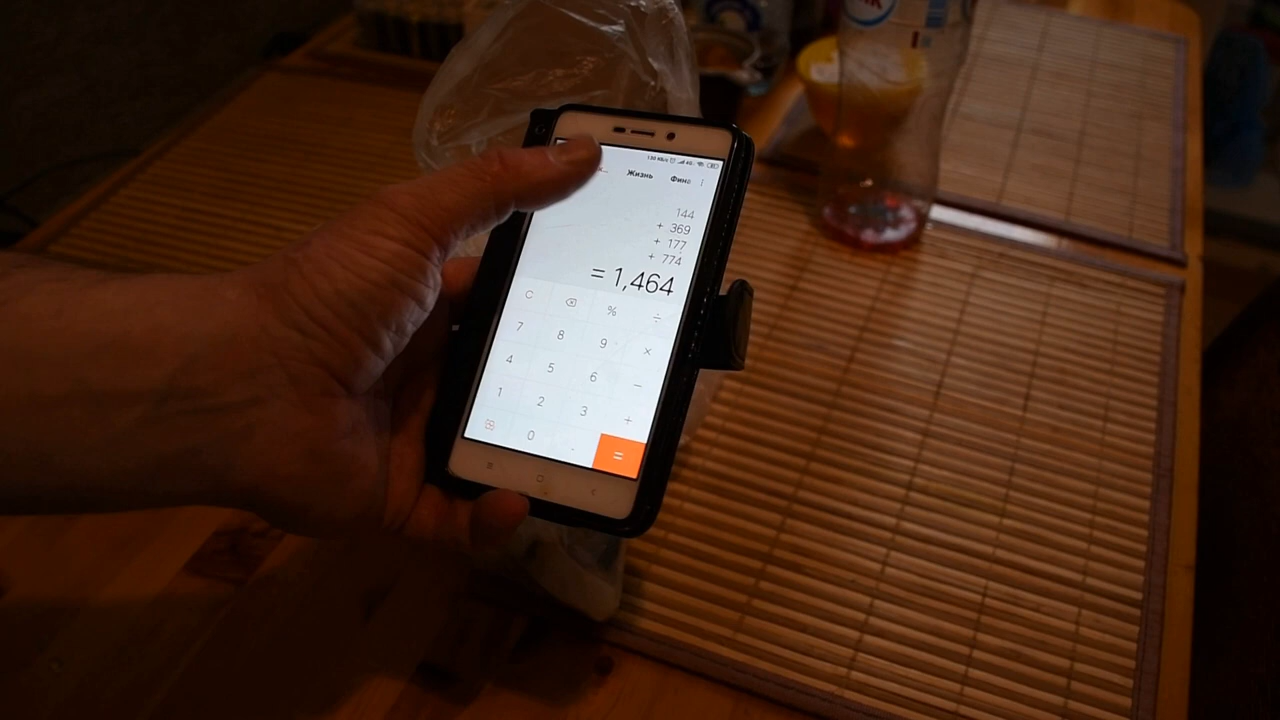 Жизнь Фина
144
+ 369
+ 177
+ 774
= 1,464
C % ÷
7 8 9 ×
4 5 6 −
1 2 3 +
0 . =